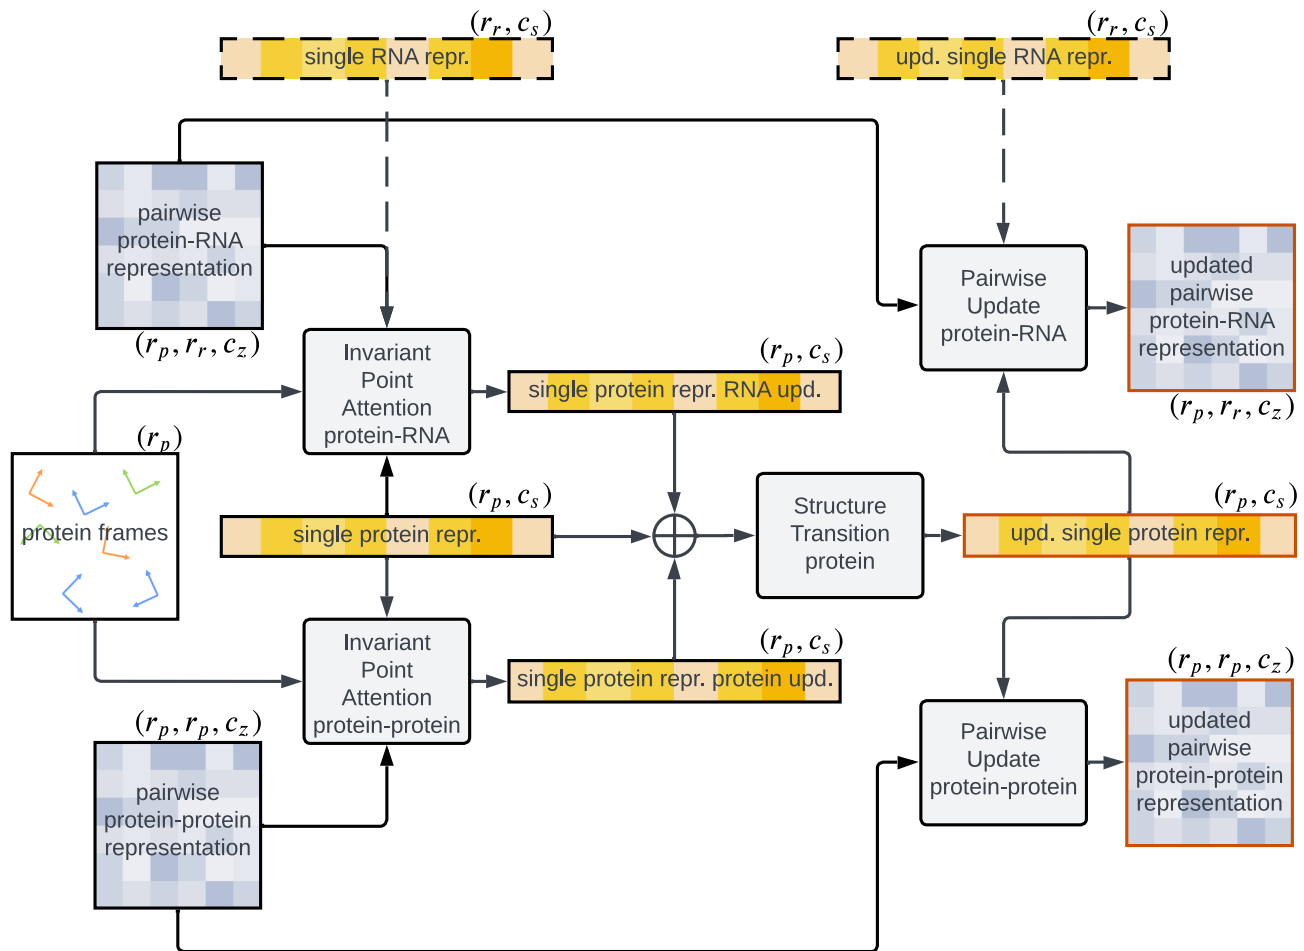 (r_r, c_s)
single RNA repr.
(r_r, c_s)
upd. single RNA repr.
pairwise
protein-RNA
representation
(r_p, r_r, c_z)
Invariant
Point
Attention
protein-RNA
(r_p, c_s)
single protein repr. RNA upd.
Pairwise
Update
protein-RNA
updated
pairwise
protein-RNA
representation
(r_p, r_r, c_z)
(r_p)
protein frames
(r_p, c_s)
single protein repr.
Structure
Transition
protein
(r_p, c_s)
upd. single protein repr.
Invariant
Point
Attention
protein-protein
(r_p, c_s)
single protein repr. protein upd.
(r_p, r_p, c_z)
pairwise
protein-protein
representation
Pairwise
Update
protein-protein
(r_p, r_p, c_z)
updated
pairwise
protein-protein
representation